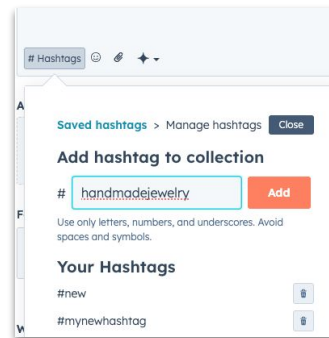 # Hashtags
A
Saved hashtags > Manage hashtags Close
Add hashtag to collection
# handmadejewelry Add
F
Use only letters, numbers, and underscores. Avoid
spaces and symbols.
Your Hashtags
#new
#mynewhashtag
W